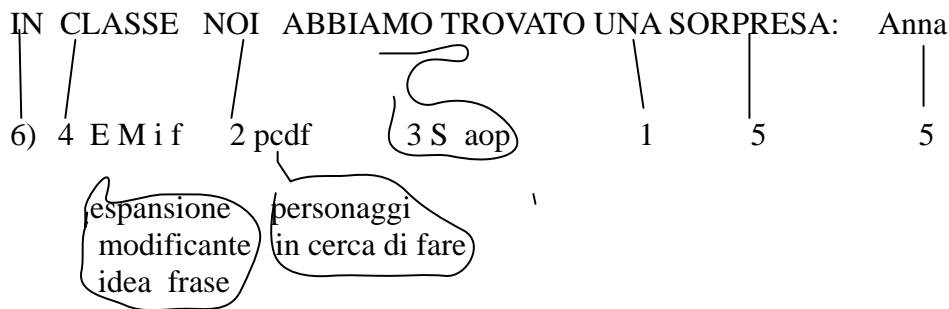 IN CLASSE NOI ABBIAMO TROVATO UNA SORPRESA: Anna
6) 4 E M i f 2 pcdf 3 S aop 1 5 5
espansione personaggi
modificante in cerca di fare
idea frase